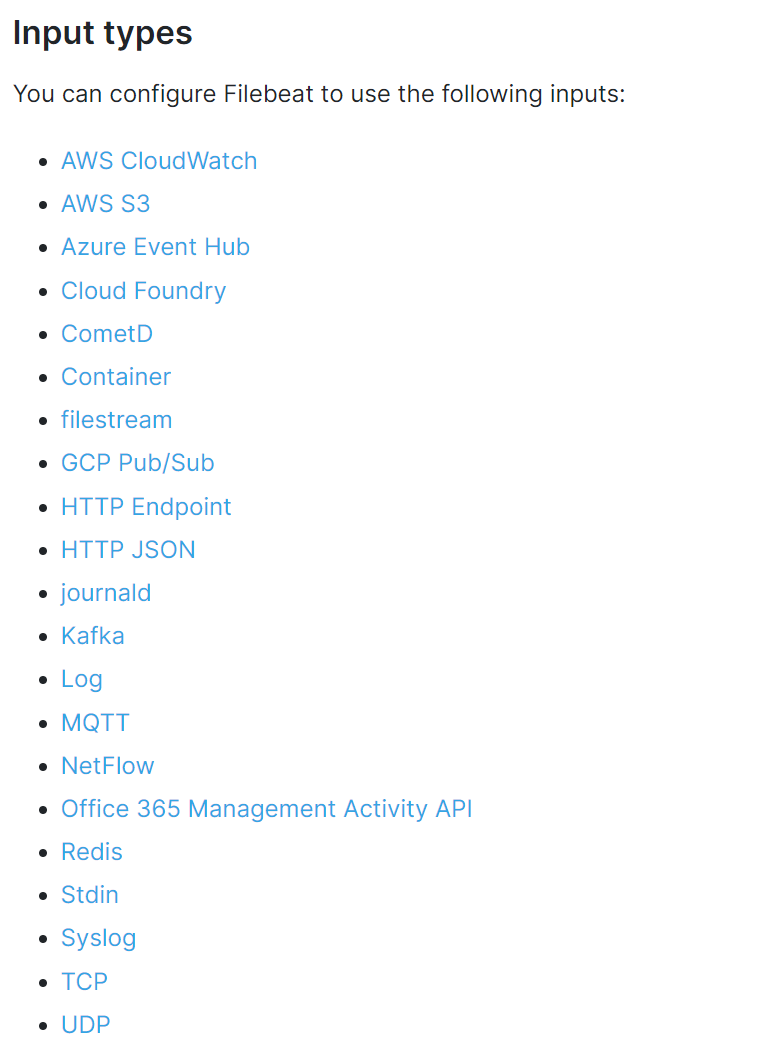 Input types
You can configure Filebeat to use the following inputs:
AWS CloudWatch
AWS S3
Azure Event Hub
Cloud Foundry
CometD
Container
filestream
GCP Pub/Sub
HTTP Endpoint
HTTP JSON
journald
Kafka
Log
MQTT
NetFlow
Office 365 Management Activity API
Redis
Stdin
Syslog
TCP
UDP